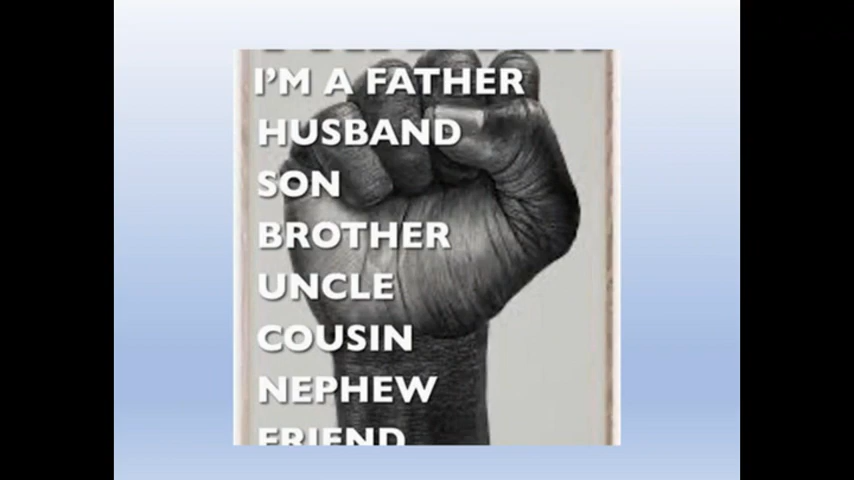 I'M A FATHER
HUSBAND
SON
BROTHER
UNCLE
COUSIN
NEPHEW
FRIEND